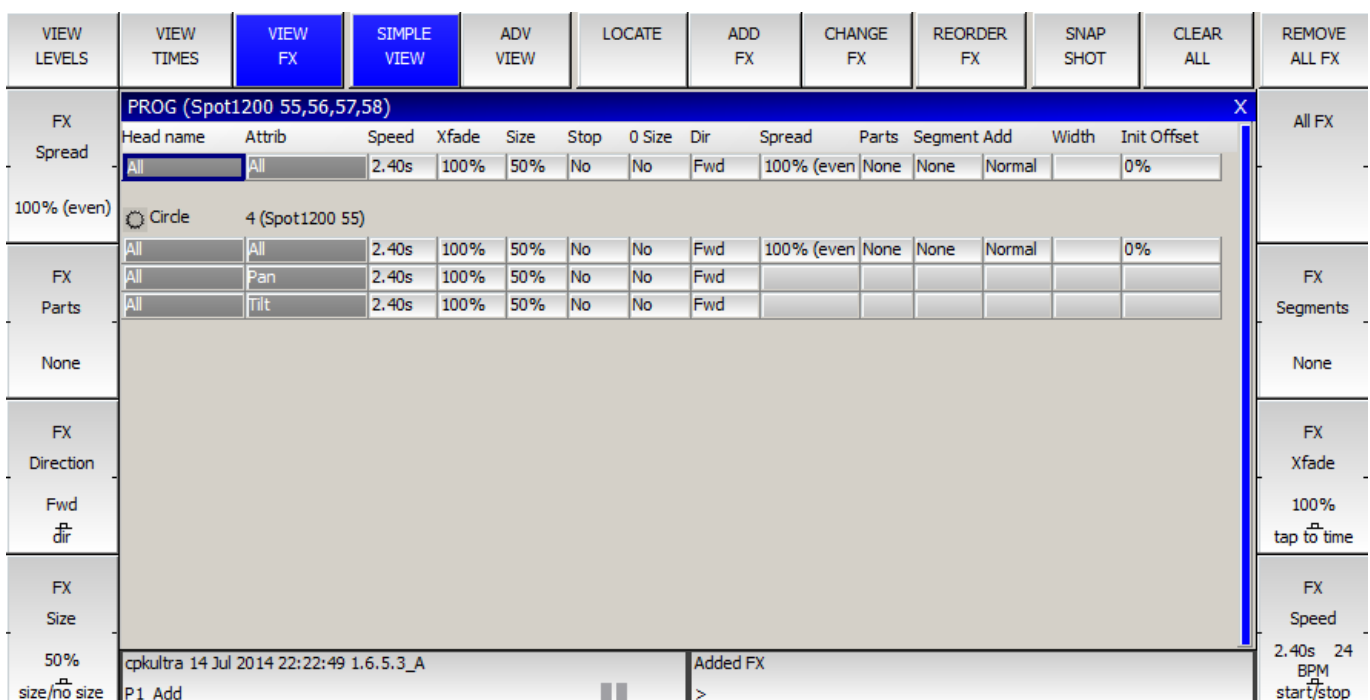 VIEW LEVELS
VIEW TIMES
VIEW FX
SIMPLE VIEW
ADV VIEW
LOCATE
ADD FX
CHANGE FX
REORDER FX
SNAP SHOT
CLEAR ALL
REMOVE ALL FX
FX Spread
100% (even)
FX Parts
None
FX Direction
Fwd
dir
FX Size
50%
size/no size
PROG (Spot1200 55,56,57,58) X
Head name Attrib Speed Xfade Size Stop 0 Size Dir Spread Parts Segment Add Width Init Offset
All All 2.40s 100% 50% No No Fwd 100% (even None None Normal 0%
Circle 4 (Spot1200 55)
All All 2.40s 100% 50% No No Fwd 100% (even None None Normal 0%
All Pan 2.40s 100% 50% No No Fwd
All Tilt 2.40s 100% 50% No No Fwd
cpkultra 14 Jul 2014 22:22:49 1.6.5.3_A
P1 Add
Added FX
>
All FX
FX Segments
None
FX Xfade
100%
tap to time
FX Speed
2.40s 24 BPM
start/stop